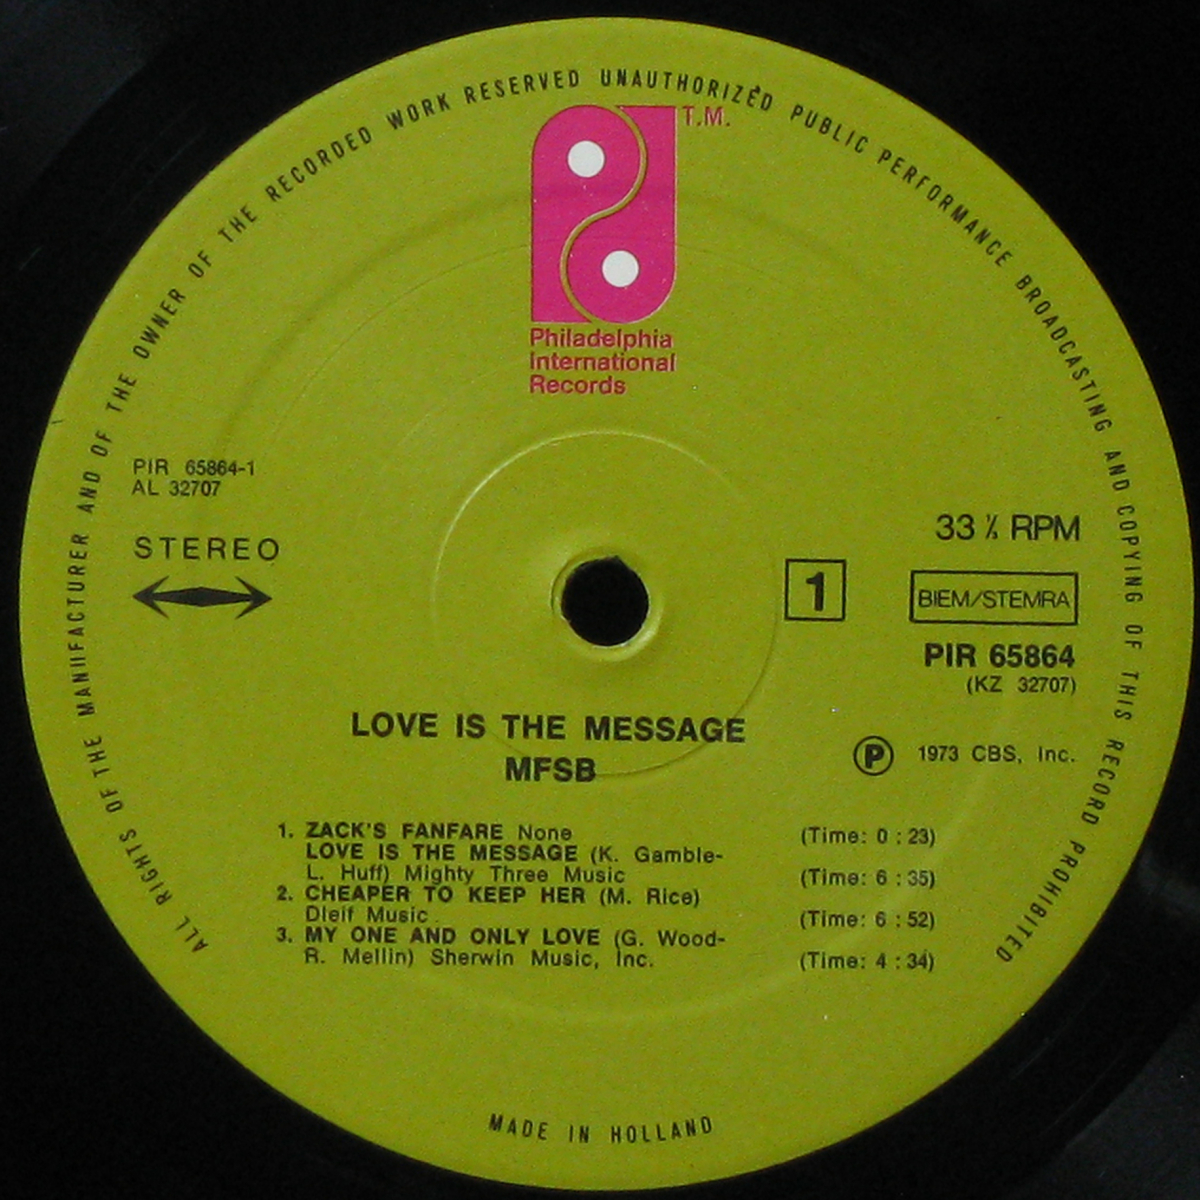 ALL RIGHTS OF THE MANUFACTURER AND OF THE OWNER OF THE RECORDED WORK RESERVED UNAUTHORIZED PUBLIC PERFORMANCE BROADCASTING AND COPYING OF THIS RECORD PROHIBITED
T.M.
Philadelphia
International
Records
PIR 65864-1
AL 32707
STEREO
33 ⅓ RPM
1
BIEM/STEMRA
PIR 65864
(KZ 32707)
LOVE IS THE MESSAGE
MFSB
Ⓟ 1973 CBS, Inc.
1. ZACK'S FANFARE None (Time: 0 : 23)
LOVE IS THE MESSAGE (K. Gamble-
L. Huff) Mighty Three Music (Time: 6 : 35)
2. CHEAPER TO KEEP HER (M. Rice)
Dleif Music (Time: 6 : 52)
3. MY ONE AND ONLY LOVE (G. Wood-
R. Mellin) Sherwin Music, Inc. (Time: 4 : 34)
MADE IN HOLLAND